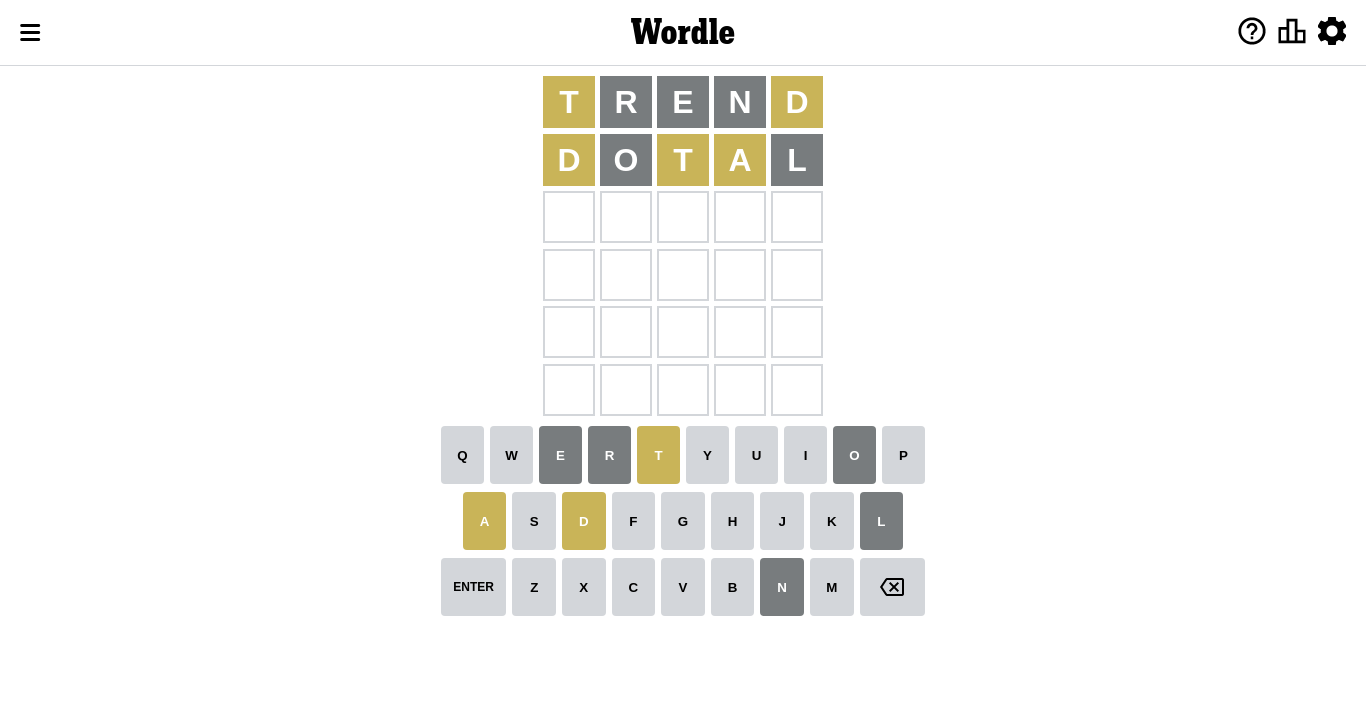 Wordle
T R E N D
D O T A L
Q W E R T Y U I O P
A S D F G H J K L
ENTER Z X C V B N M